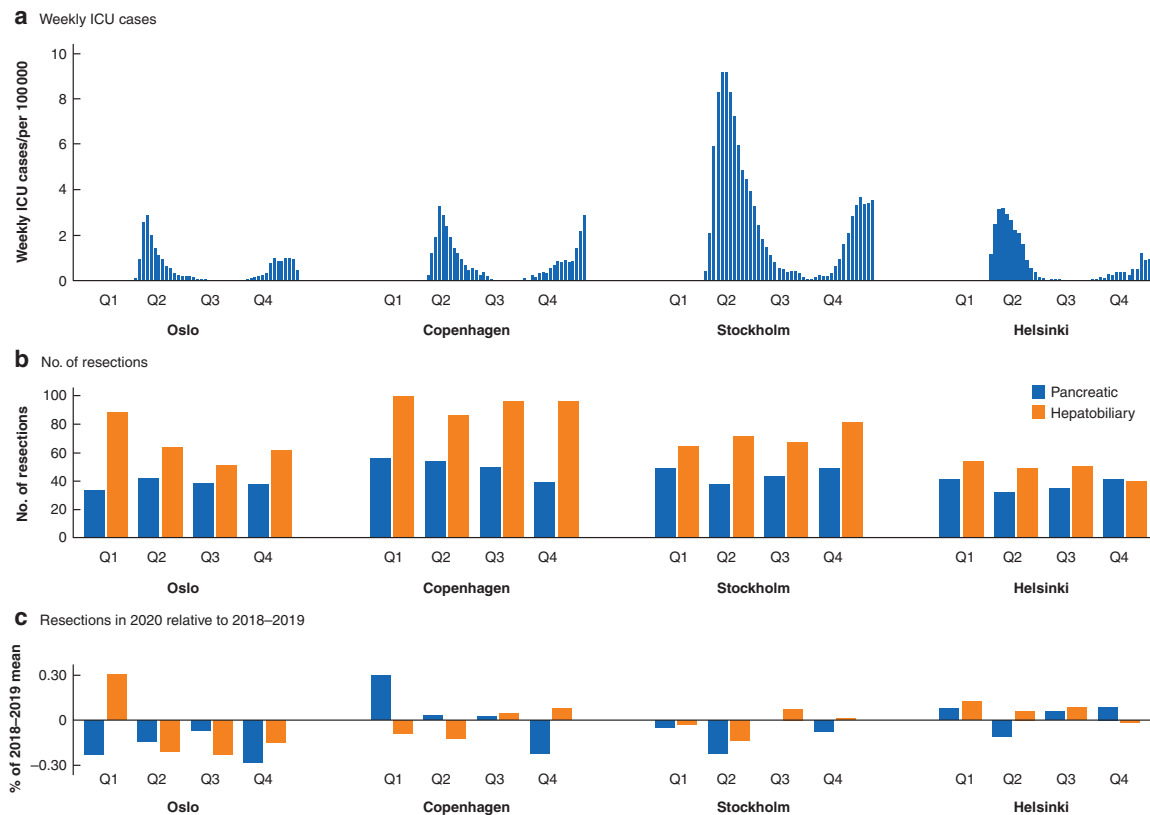 a Weekly ICU cases
Weekly ICU cases/per 100 000
10
8
6
4
2
0
Q1 Q2 Q3 Q4 Q1 Q2 Q3 Q4 Q1 Q2 Q3 Q4 Q1 Q2 Q3 Q4
Oslo Copenhagen Stockholm Helsinki
b No. of resections
No. of resections
100
80
60
40
20
0
Pancreatic
Hepatobiliary
Q1 Q2 Q3 Q4 Q1 Q2 Q3 Q4 Q1 Q2 Q3 Q4 Q1 Q2 Q3 Q4
Oslo Copenhagen Stockholm Helsinki
c Resections in 2020 relative to 2018–2019
% of 2018–2019 mean
0.30
0
–0.30
Q1 Q2 Q3 Q4 Q1 Q2 Q3 Q4 Q1 Q2 Q3 Q4 Q1 Q2 Q3 Q4
Oslo Copenhagen Stockholm Helsinki